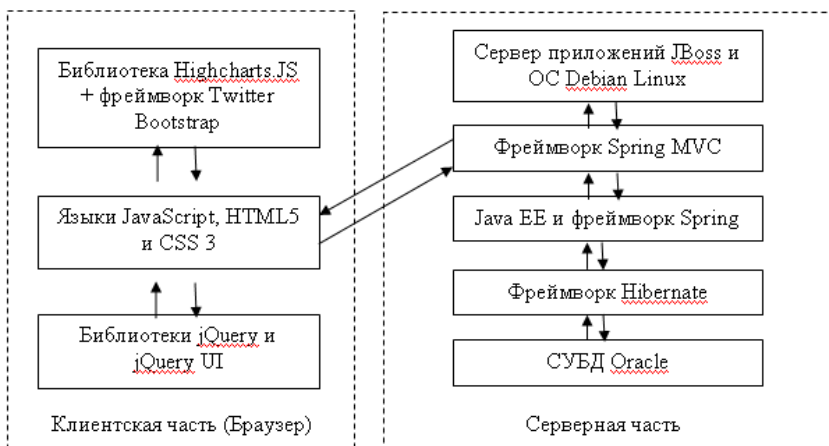 Библиотека Highcharts.JS
+ фреймворк Twitter
Bootstrap
Языки JavaScript, HTML5
и CSS 3
Библиотеки jQuery и
jQuery UI
Клиентская часть (Браузер)
Сервер приложений JBoss и
ОС Debian Linux
Фреймворк Spring MVC
Java EE и фреймворк Spring
Фреймворк Hibernate
СУБД Oracle
Серверная часть